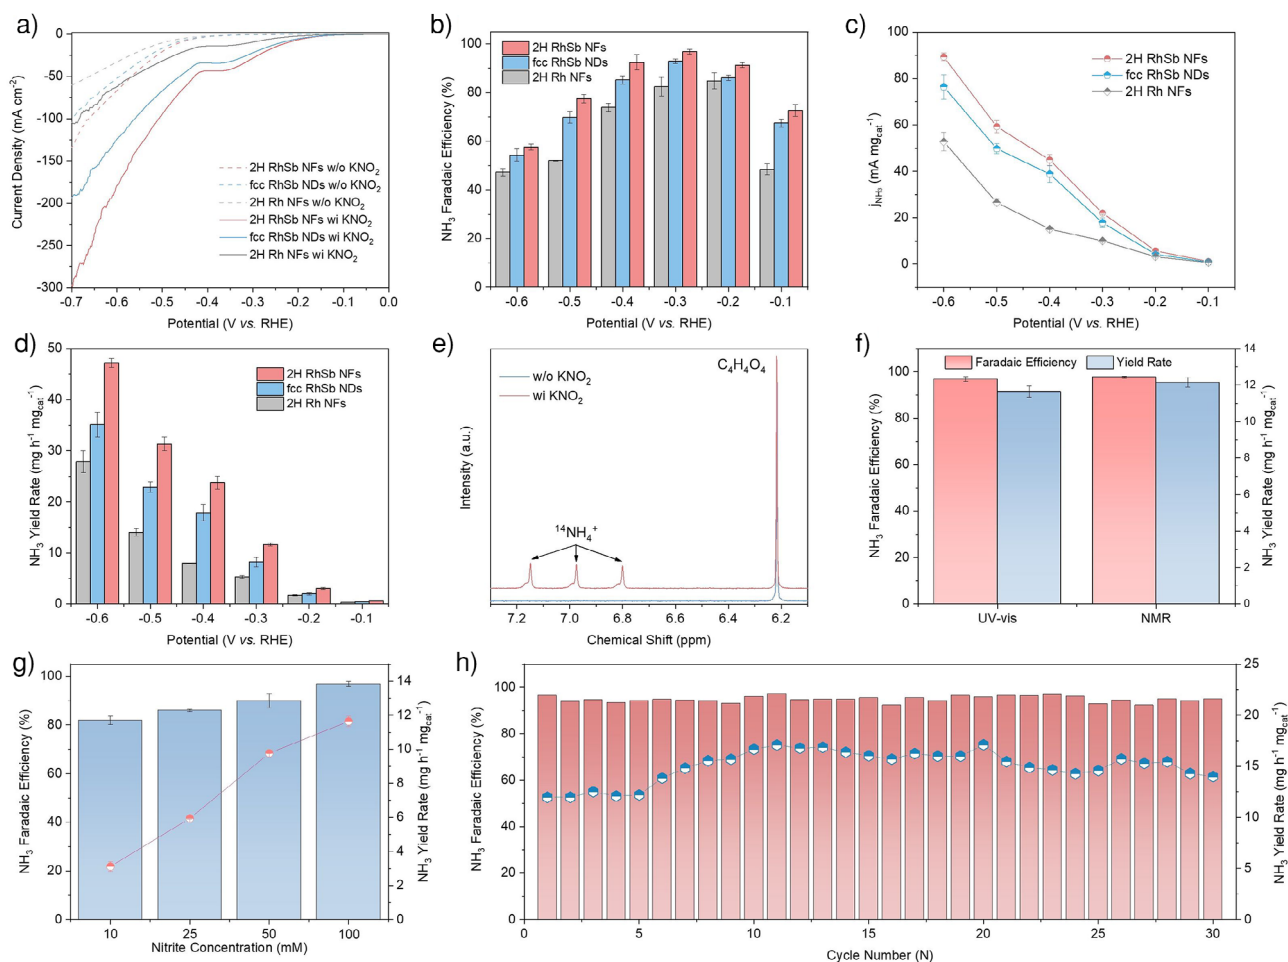 a)
0
-50
-100
-150
-200
-250
-300
Current Density (mA cm⁻²)
2H RhSb NFs w/o KNO₂
fcc RhSb NDs w/o KNO₂
2H Rh NFs w/o KNO₂
2H RhSb NFs wi KNO₂
fcc RhSb NDs wi KNO₂
2H Rh NFs wi KNO₂
-0.7 -0.6 -0.5 -0.4 -0.3 -0.2 -0.1 0.0
Potential (V vs. RHE)
b)
100
80
60
40
20
0
NH₃ Faradaic Efficiency (%)
2H RhSb NFs
fcc RhSb NDs
2H Rh NFs
-0.6 -0.5 -0.4 -0.3 -0.2 -0.1
Potential (V vs. RHE)
c)
100
80
60
40
20
0
j_NH₃ (mA mg_cat⁻¹)
2H RhSb NFs
fcc RhSb NDs
2H Rh NFs
-0.6 -0.5 -0.4 -0.3 -0.2 -0.1
Potential (V vs. RHE)
d)
50
40
30
20
10
0
NH₃ Yield Rate (mg h⁻¹ mg_cat⁻¹)
2H RhSb NFs
fcc RhSb NDs
2H Rh NFs
-0.6 -0.5 -0.4 -0.3 -0.2 -0.1
Potential (V vs. RHE)
e)
Intensity (a.u.)
w/o KNO₂
wi KNO₂
C₄H₄O₄
¹⁴NH₄⁺
7.2 7.0 6.8 6.6 6.4 6.2
Chemical Shift (ppm)
f)
100
80
60
40
20
0
NH₃ Faradaic Efficiency (%)
Faradaic Efficiency
Yield Rate
14
12
10
8
6
4
2
0
NH₃ Yield Rate (mg h⁻¹ mg_cat⁻¹)
UV-vis NMR
g)
100
80
60
40
20
0
NH₃ Faradaic Efficiency (%)
14
12
10
8
6
4
2
0
NH₃ Yield Rate (mg h⁻¹ mg_cat⁻¹)
10 25 50 100
Nitrite Concentration (mM)
h)
100
80
60
40
20
0
NH₃ Faradaic Efficiency (%)
25
20
15
10
5
0
NH₃ Yield Rate (mg h⁻¹ mg_cat⁻¹)
0 5 10 15 20 25 30
Cycle Number (N)